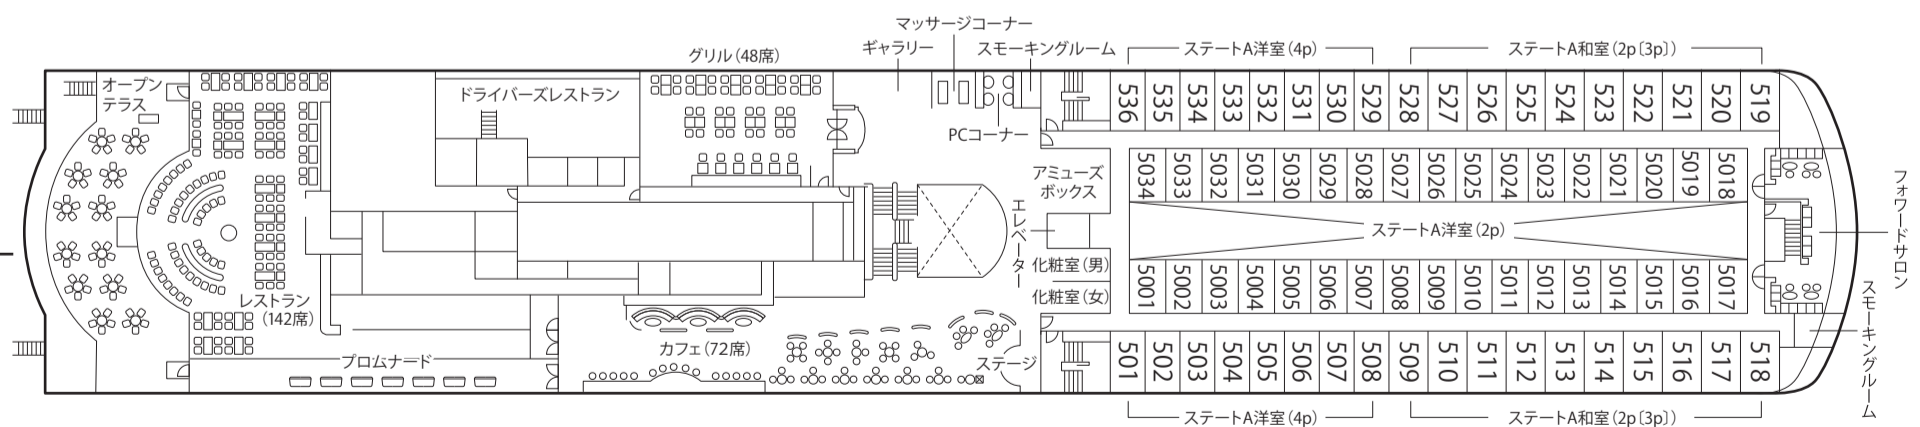 マッサージコーナー
ギャラリー
スモーキングルーム
ステートA洋室（4p）
ステートA和室（2p〔3p〕）
グリル（48席）
オープン
テラス
ドライバーズレストラン
PCコーナー
536 535 534 533 532 531 530 529 528 527 526 525 524 523 522 521 520 519
アミューズ
ボックス
5034 5033 5032 5031 5030 5029 5028 5027 5026 5025 5024 5023 5022 5021 5020 5019 5018
エレベーター
ステートA洋室（2p）
フォワードサロン
化粧室（男）
化粧室（女）
5001 5002 5003 5004 5005 5006 5007 5008 5009 5010 5011 5012 5013 5014 5015 5016 5017
レストラン
（142席）
プロムナード
カフェ（72席）
ステージ
スモーキングルーム
501 502 503 504 505 506 507 508 509 510 511 512 513 514 515 516 517 518
ステートA洋室（4p）
ステートA和室（2p〔3p〕）